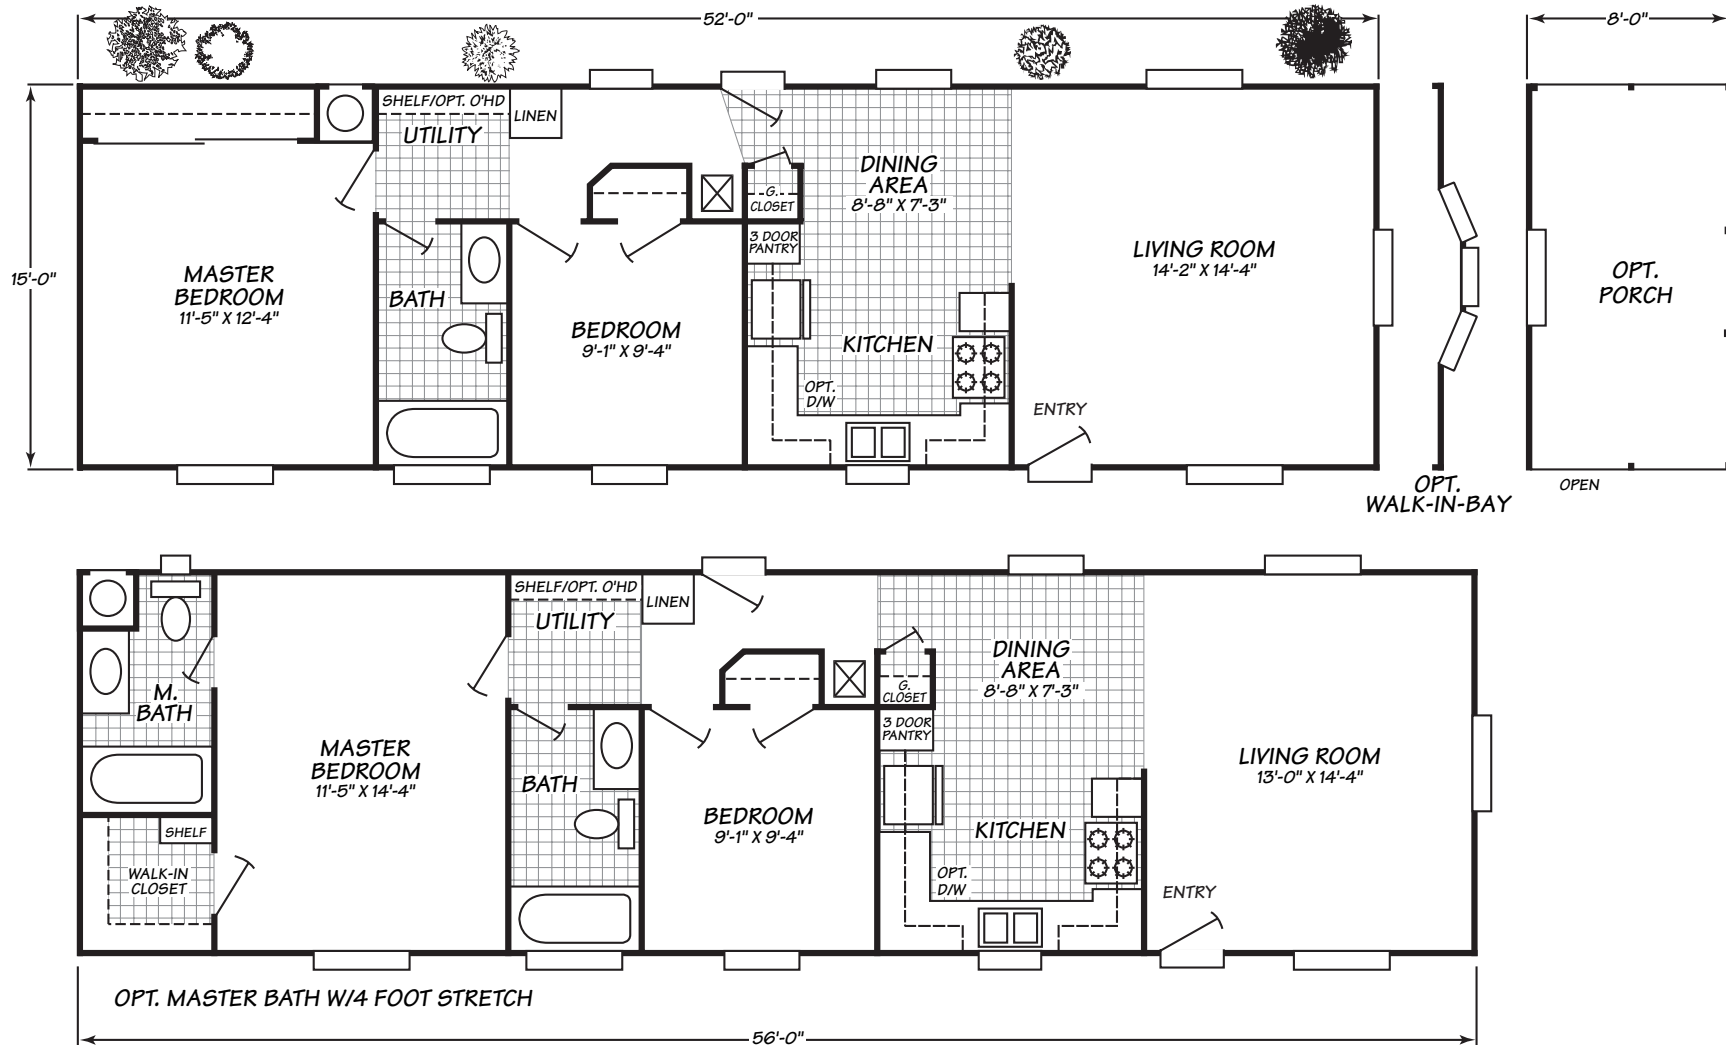 52'-0"
8'-0"
15'-0"
SHELF/OPT. O'HD
UTILITY
LINEN
MASTER
BEDROOM
11'-5" X 12'-4"
BATH
BEDROOM
9'-1" X 9'-4"
G.
CLOSET
3 DOOR
PANTRY
DINING
AREA
8'-8" X 7'-3"
KITCHEN
OPT.
D/W
LIVING ROOM
14'-2" X 14'-4"
ENTRY
OPT.
WALK-IN-BAY
OPT.
PORCH
OPEN
M.
BATH
SHELF
WALK-IN
CLOSET
MASTER
BEDROOM
11'-5" X 14'-4"
SHELF/OPT. O'HD
UTILITY
LINEN
BATH
BEDROOM
9'-1" X 9'-4"
G.
CLOSET
3 DOOR
PANTRY
DINING
AREA
8'-8" X 7'-3"
KITCHEN
OPT.
D/W
LIVING ROOM
13'-0" X 14'-4"
ENTRY
OPT. MASTER BATH W/4 FOOT STRETCH
56'-0"